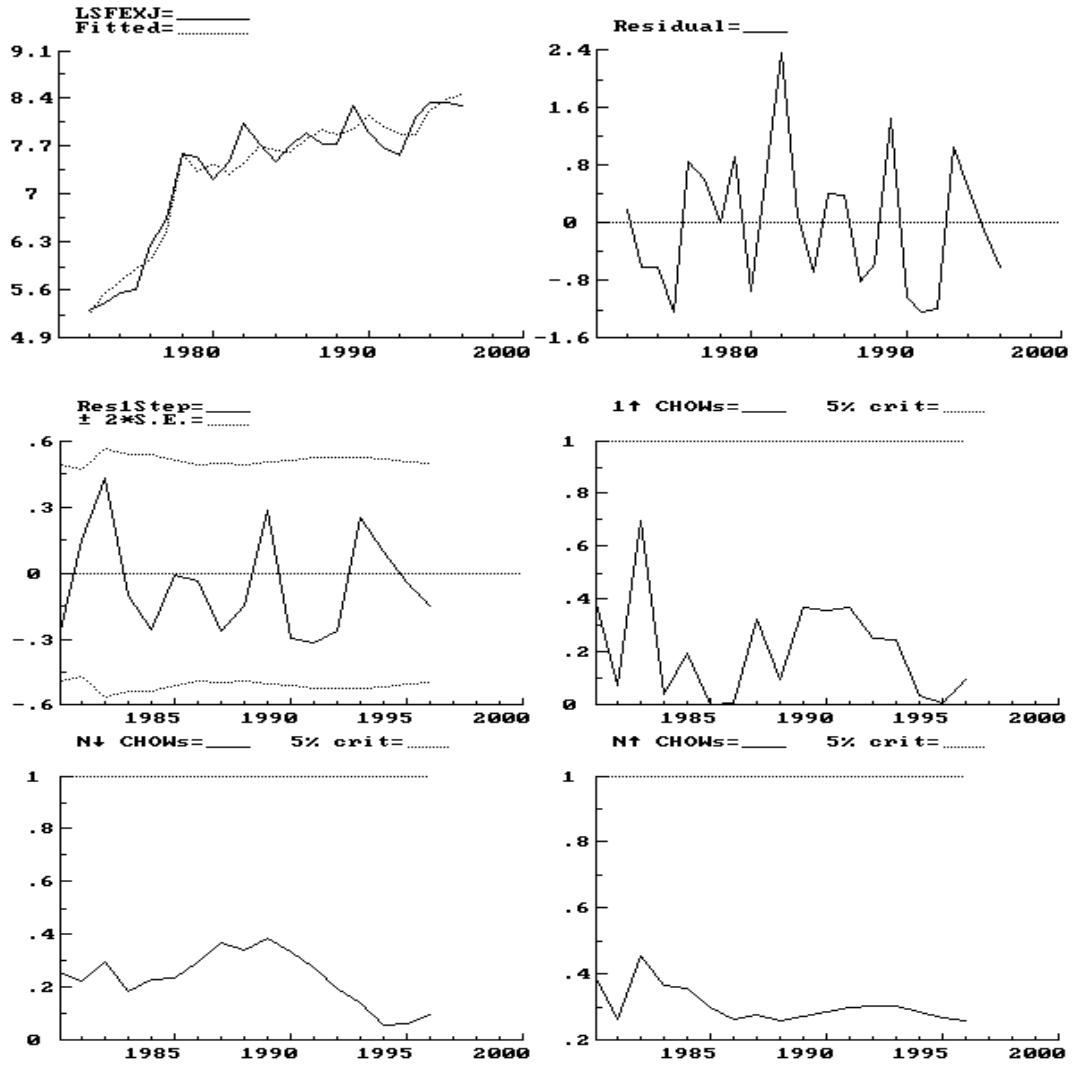 LSFEXJ=
Fitted=
9.1
8.4
7.7
7
6.3
5.6
4.9
1980 1990 2000
Residual=
2.4
1.6
.8
0
-.8
-1.6
1980 1990 2000
Res1Step=
± 2*S.E.=
.6
.3
0
-.3
-.6
1985 1990 1995 2000
1↑ CHOWs= 5% crit=
1
.8
.6
.4
.2
0
1985 1990 1995 2000
N↓ CHOWs= 5% crit=
1
.8
.6
.4
.2
0
1985 1990 1995 2000
N↑ CHOWs= 5% crit=
1
.8
.6
.4
.2
1985 1990 1995 2000